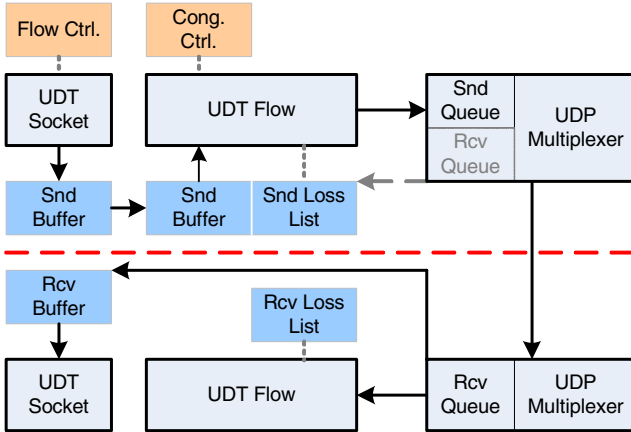 Flow Ctrl.
Cong.
Ctrl.
UDT
Socket
UDT Flow
Snd
Queue
Rcv
Queue
UDP
Multiplexer
Snd
Buffer
Snd
Buffer
Snd Loss
List
Rcv
Buffer
Rcv Loss
List
UDT
Socket
UDT Flow
Rcv
Queue
UDP
Multiplexer